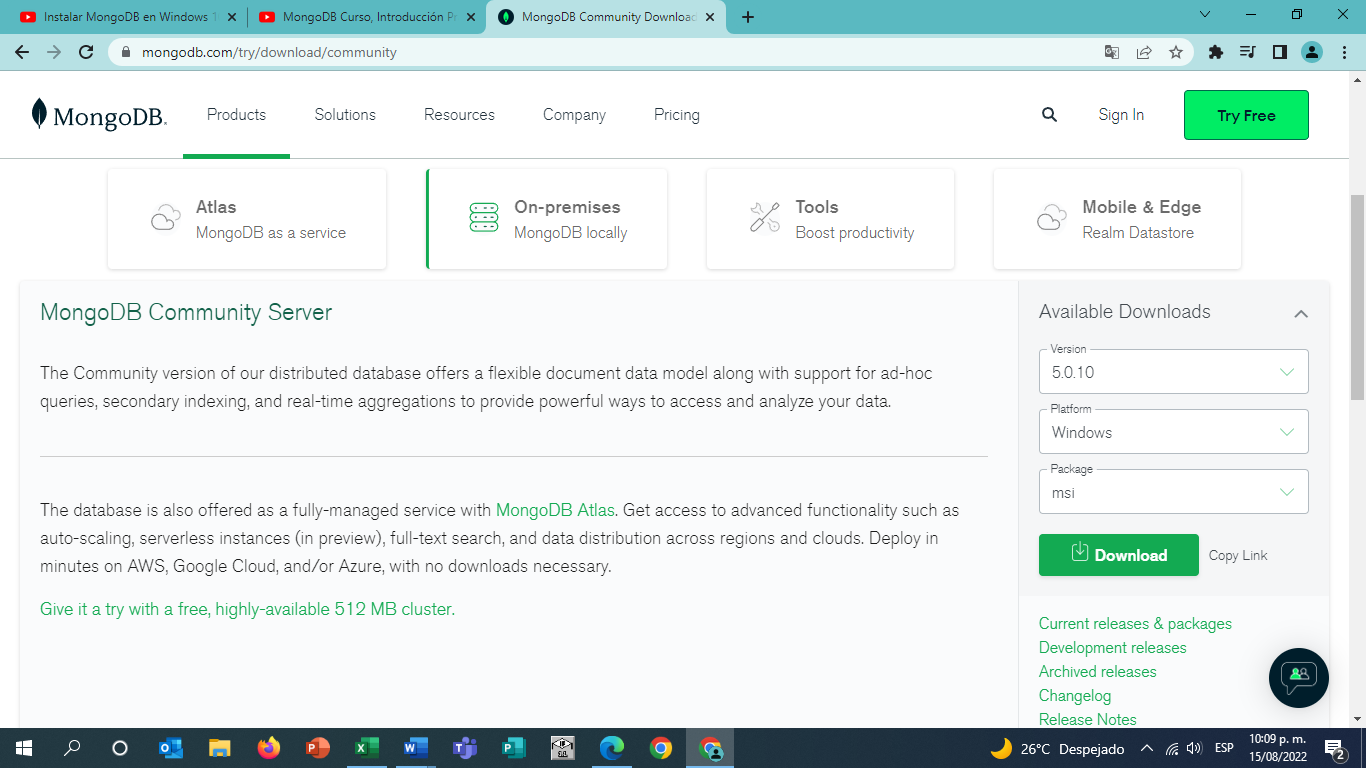 Instalar MongoDB en Windows 1
MongoDB Curso, Introducción Pr
MongoDB Community Download
mongodb.com/try/download/community
MongoDB.
Products
Solutions
Resources
Company
Pricing
Sign In
Try Free
Atlas
MongoDB as a service
On-premises
MongoDB locally
Tools
Boost productivity
Mobile & Edge
Realm Datastore
MongoDB Community Server
The Community version of our distributed database offers a flexible document data model along with support for ad-hoc
queries, secondary indexing, and real-time aggregations to provide powerful ways to access and analyze your data.
The database is also offered as a fully-managed service with MongoDB Atlas. Get access to advanced functionality such as
auto-scaling, serverless instances (in preview), full-text search, and data distribution across regions and clouds. Deploy in
minutes on AWS, Google Cloud, and/or Azure, with no downloads necessary.
Give it a try with a free, highly-available 512 MB cluster.
Available Downloads
Version
5.0.10
Platform
Windows
Package
msi
Download
Copy Link
Current releases & packages
Development releases
Archived releases
Changelog
Release Notes
26°C Despejado
ESP
10:09 p. m.
15/08/2022
2